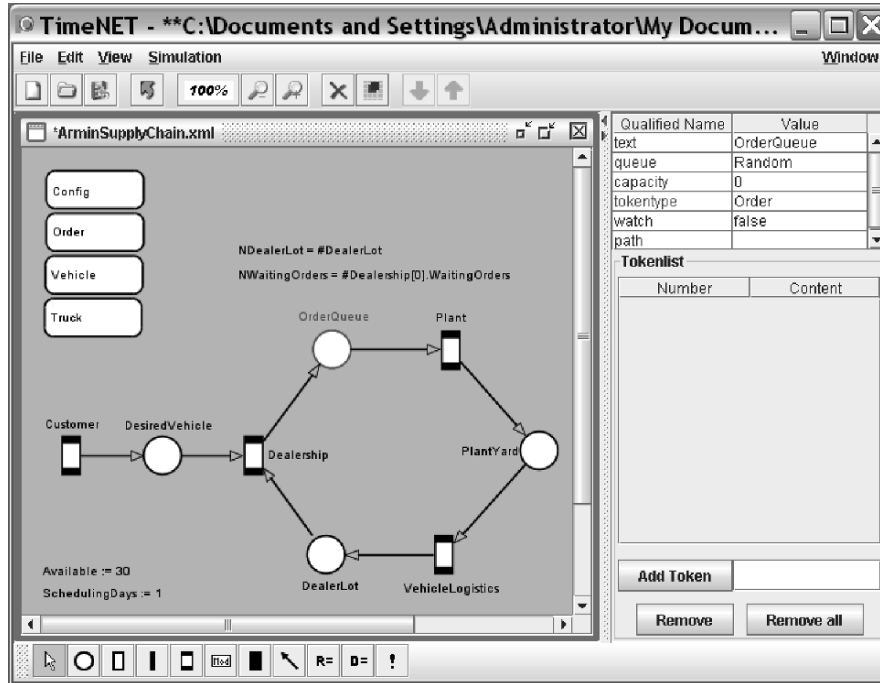 TimeNET - **C:\Documents and Settings\Administrator\My Docum...
File Edit View Simulation Window
100%
*ArminSupplyChain.xml
Config
Order
Vehicle
Truck
NDealerLot = #DealerLot
NWaitingOrders = #Dealership[0].WaitingOrders
OrderQueue
Plant
Customer
DesiredVehicle
Dealership
PlantYard
DealerLot
VehicleLogistics
Available := 30
SchedulingDays := 1
Qualified Name Value
text OrderQueue
queue Random
capacity 0
tokentype Order
watch false
path
Tokenlist
Number Content
Add Token
Remove Remove all
R= D= !